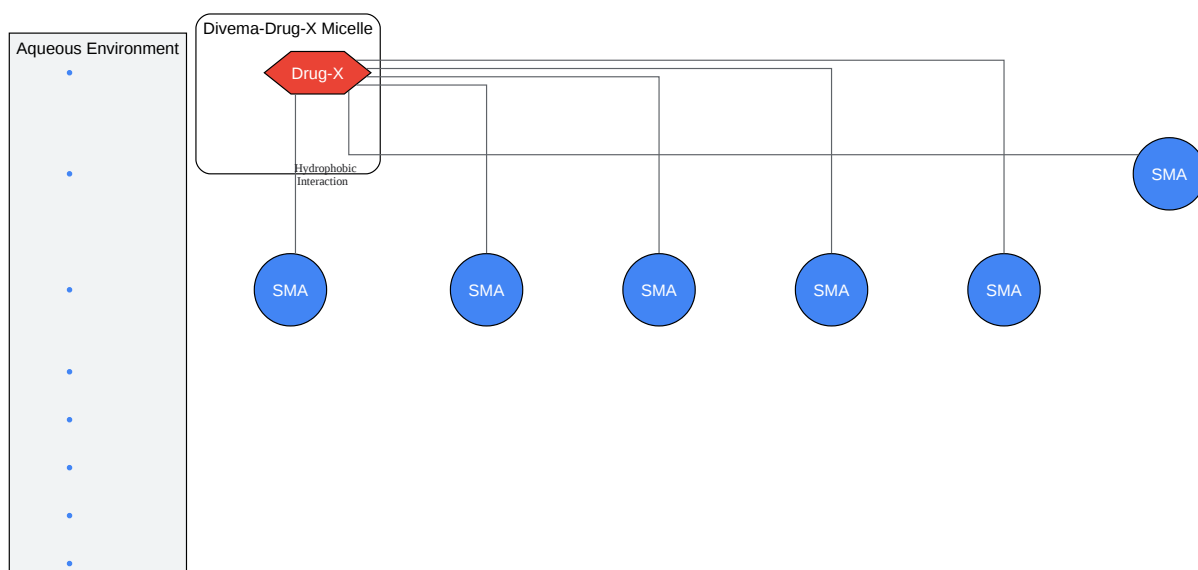 Divema-Drug-X Micelle
Aqueous Environment
Drug-X
Hydrophobic
Interaction
SMA
SMA
SMA
SMA
SMA
SMA